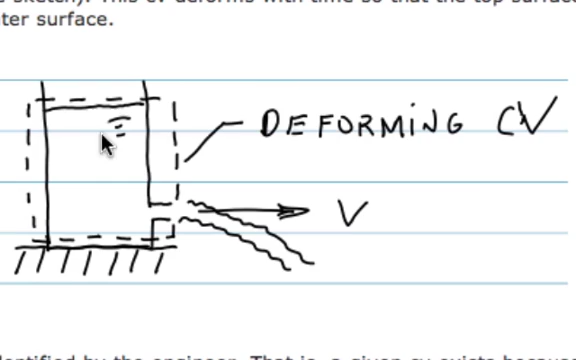 sketch). This cv deforms with time so that the top surface
ter surface.
DEFORMING CV
V
entified by the engineer. That is, a given cv exists because